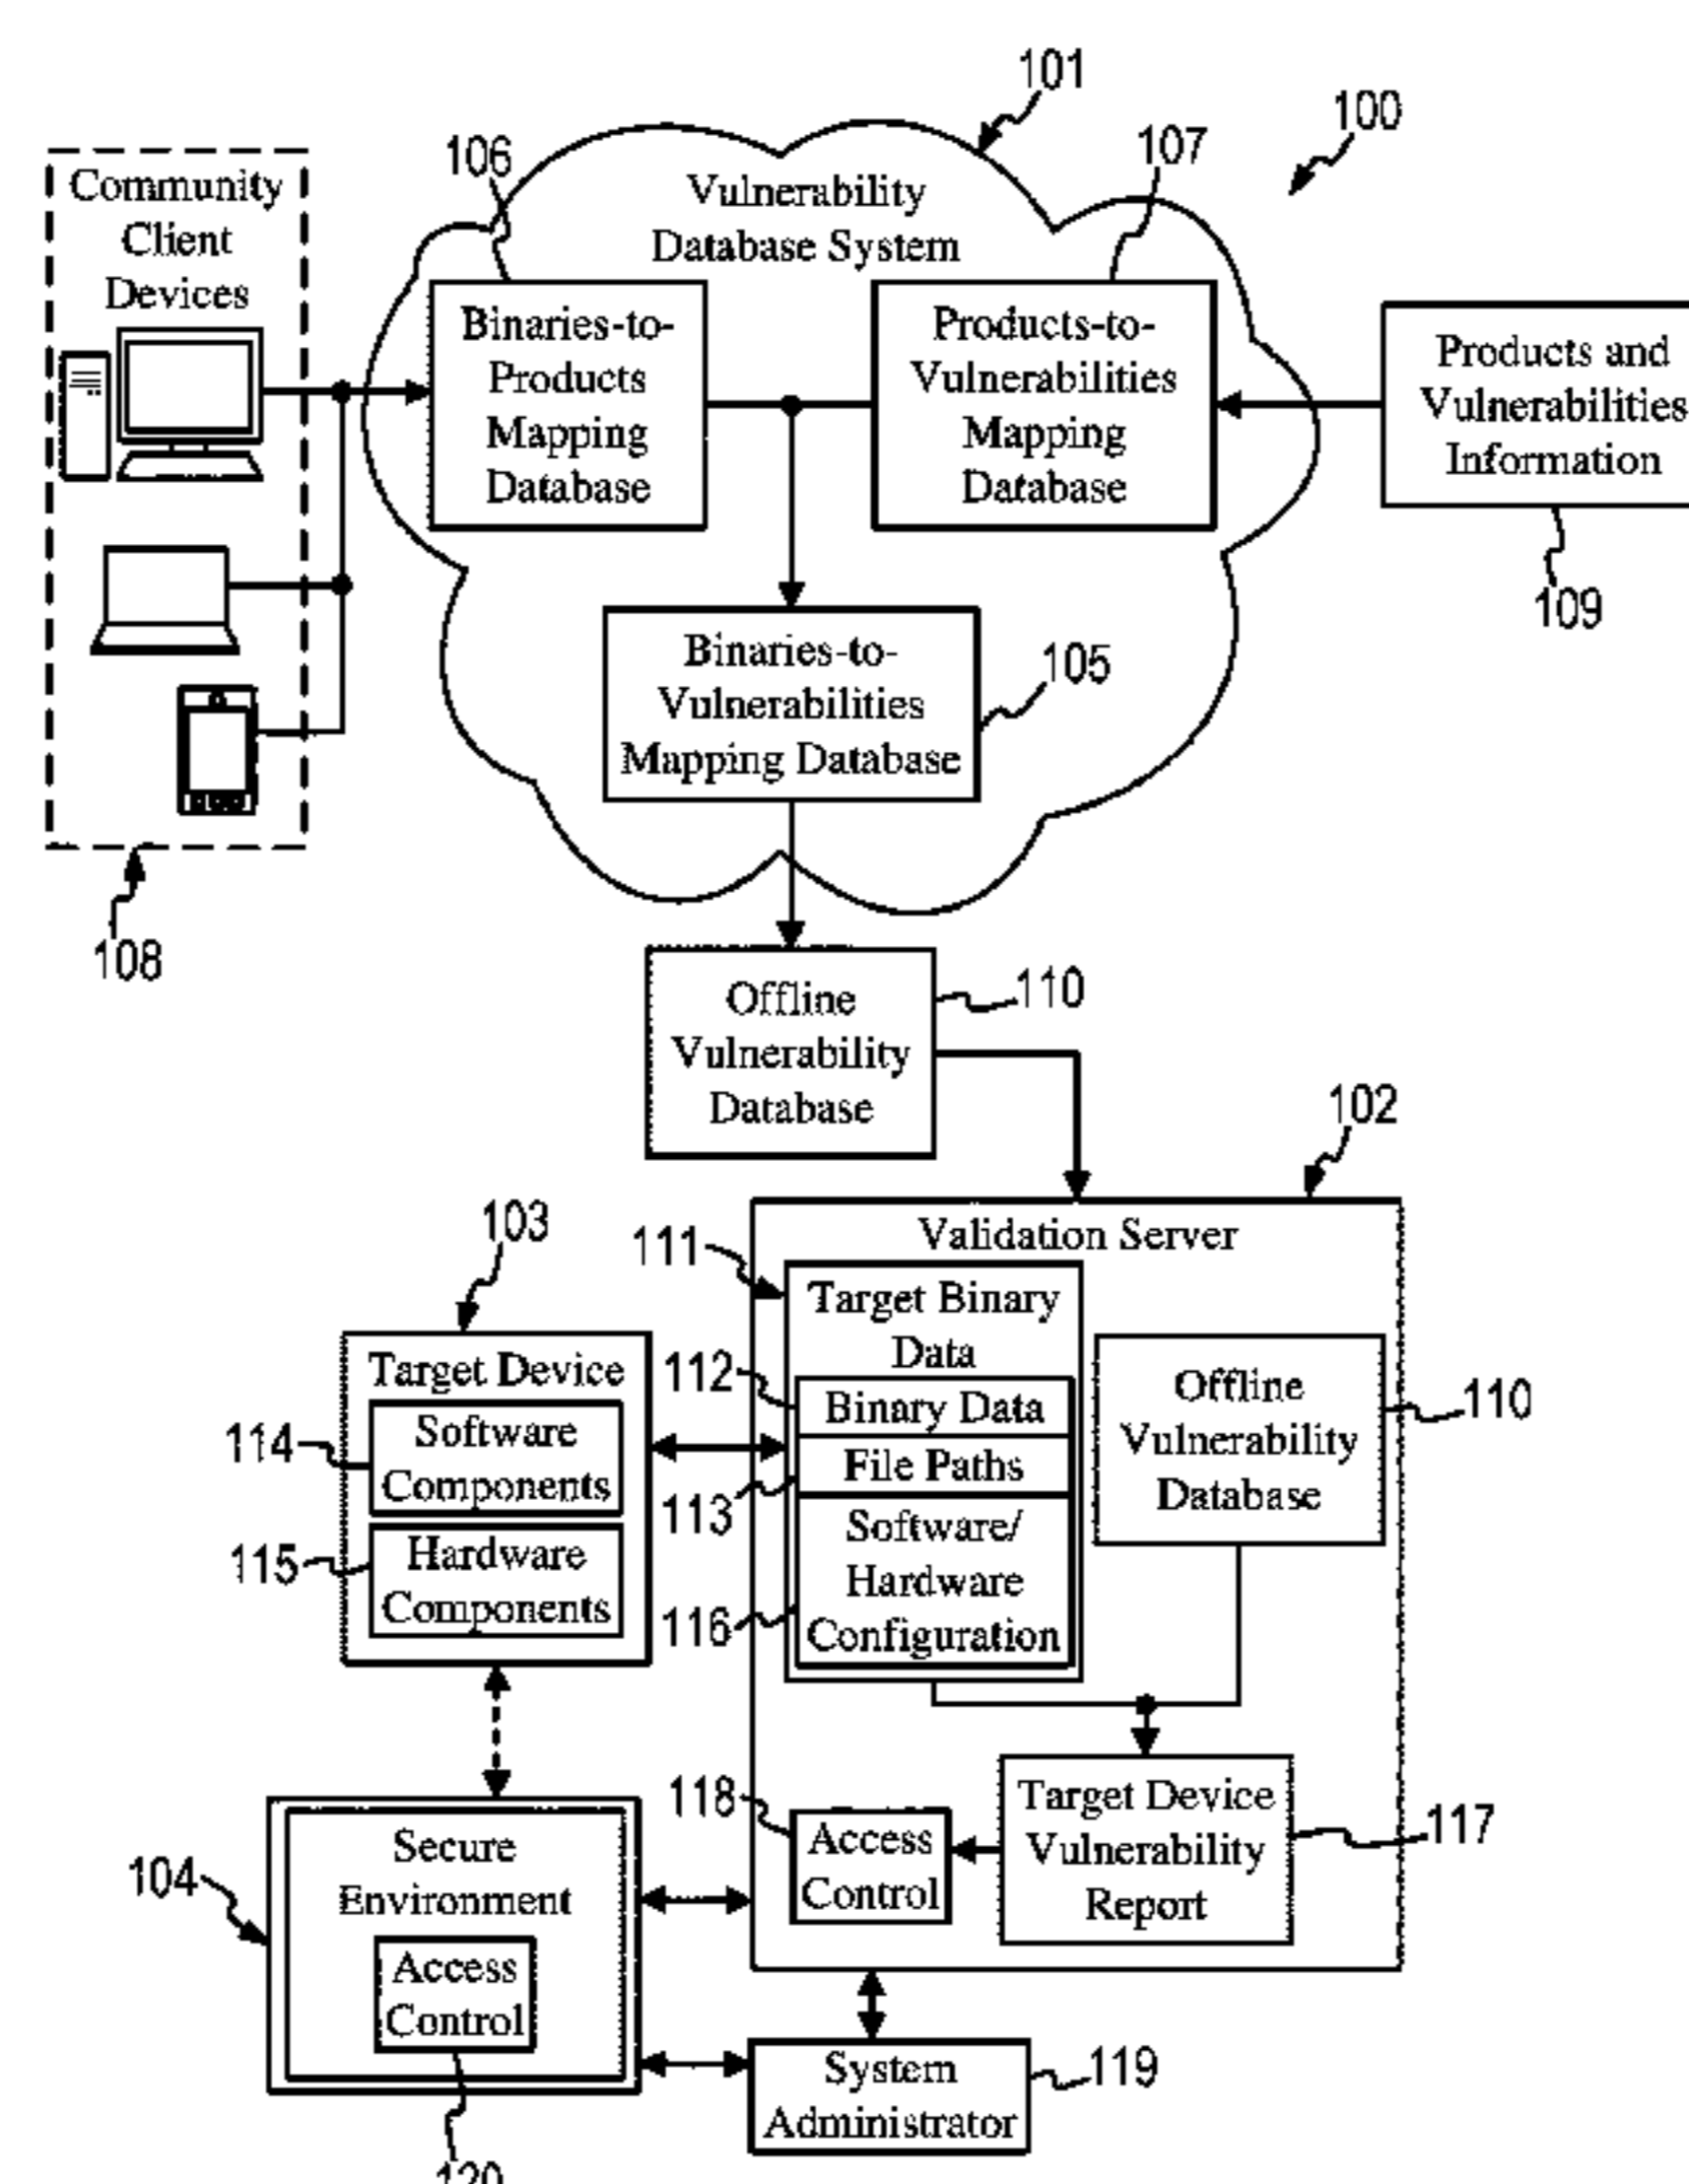 101
100
106
107
Community
Client
Devices
Vulnerability
Database System
Binaries-to-
Products
Mapping
Database
Products-to-
Vulnerabilities
Mapping
Database
Products and
Vulnerabilities
Information
109
Binaries-to-
Vulnerabilities
Mapping Database
105
108
Offline
Vulnerability
Database
110
102
103
111
Validation Server
Target Binary
Data
112
Binary Data
113
File Paths
116
Software/
Hardware
Configuration
Offline
Vulnerability
Database
110
Target Device
114
Software
Components
115
Hardware
Components
118
Access
Control
Target Device
Vulnerability
Report
117
104
Secure
Environment
Access
Control
120
System
Administrator
119